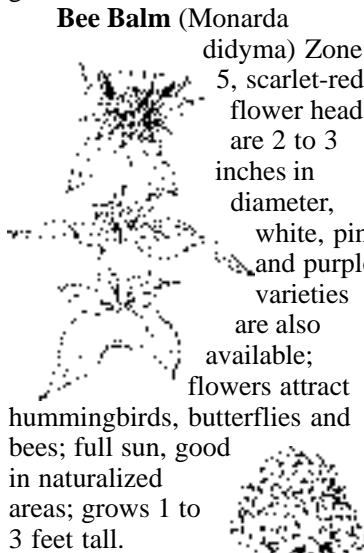 Bee Balm (Monarda
didyma) Zone
5, scarlet-red
flower head
are 2 to 3
inches in
diameter,
white, pin
and purple
varieties
are also
available;
flowers attract
hummingbirds, butterflies and
bees; full sun, good
in naturalized
areas; grows 1 to
3 feet tall.